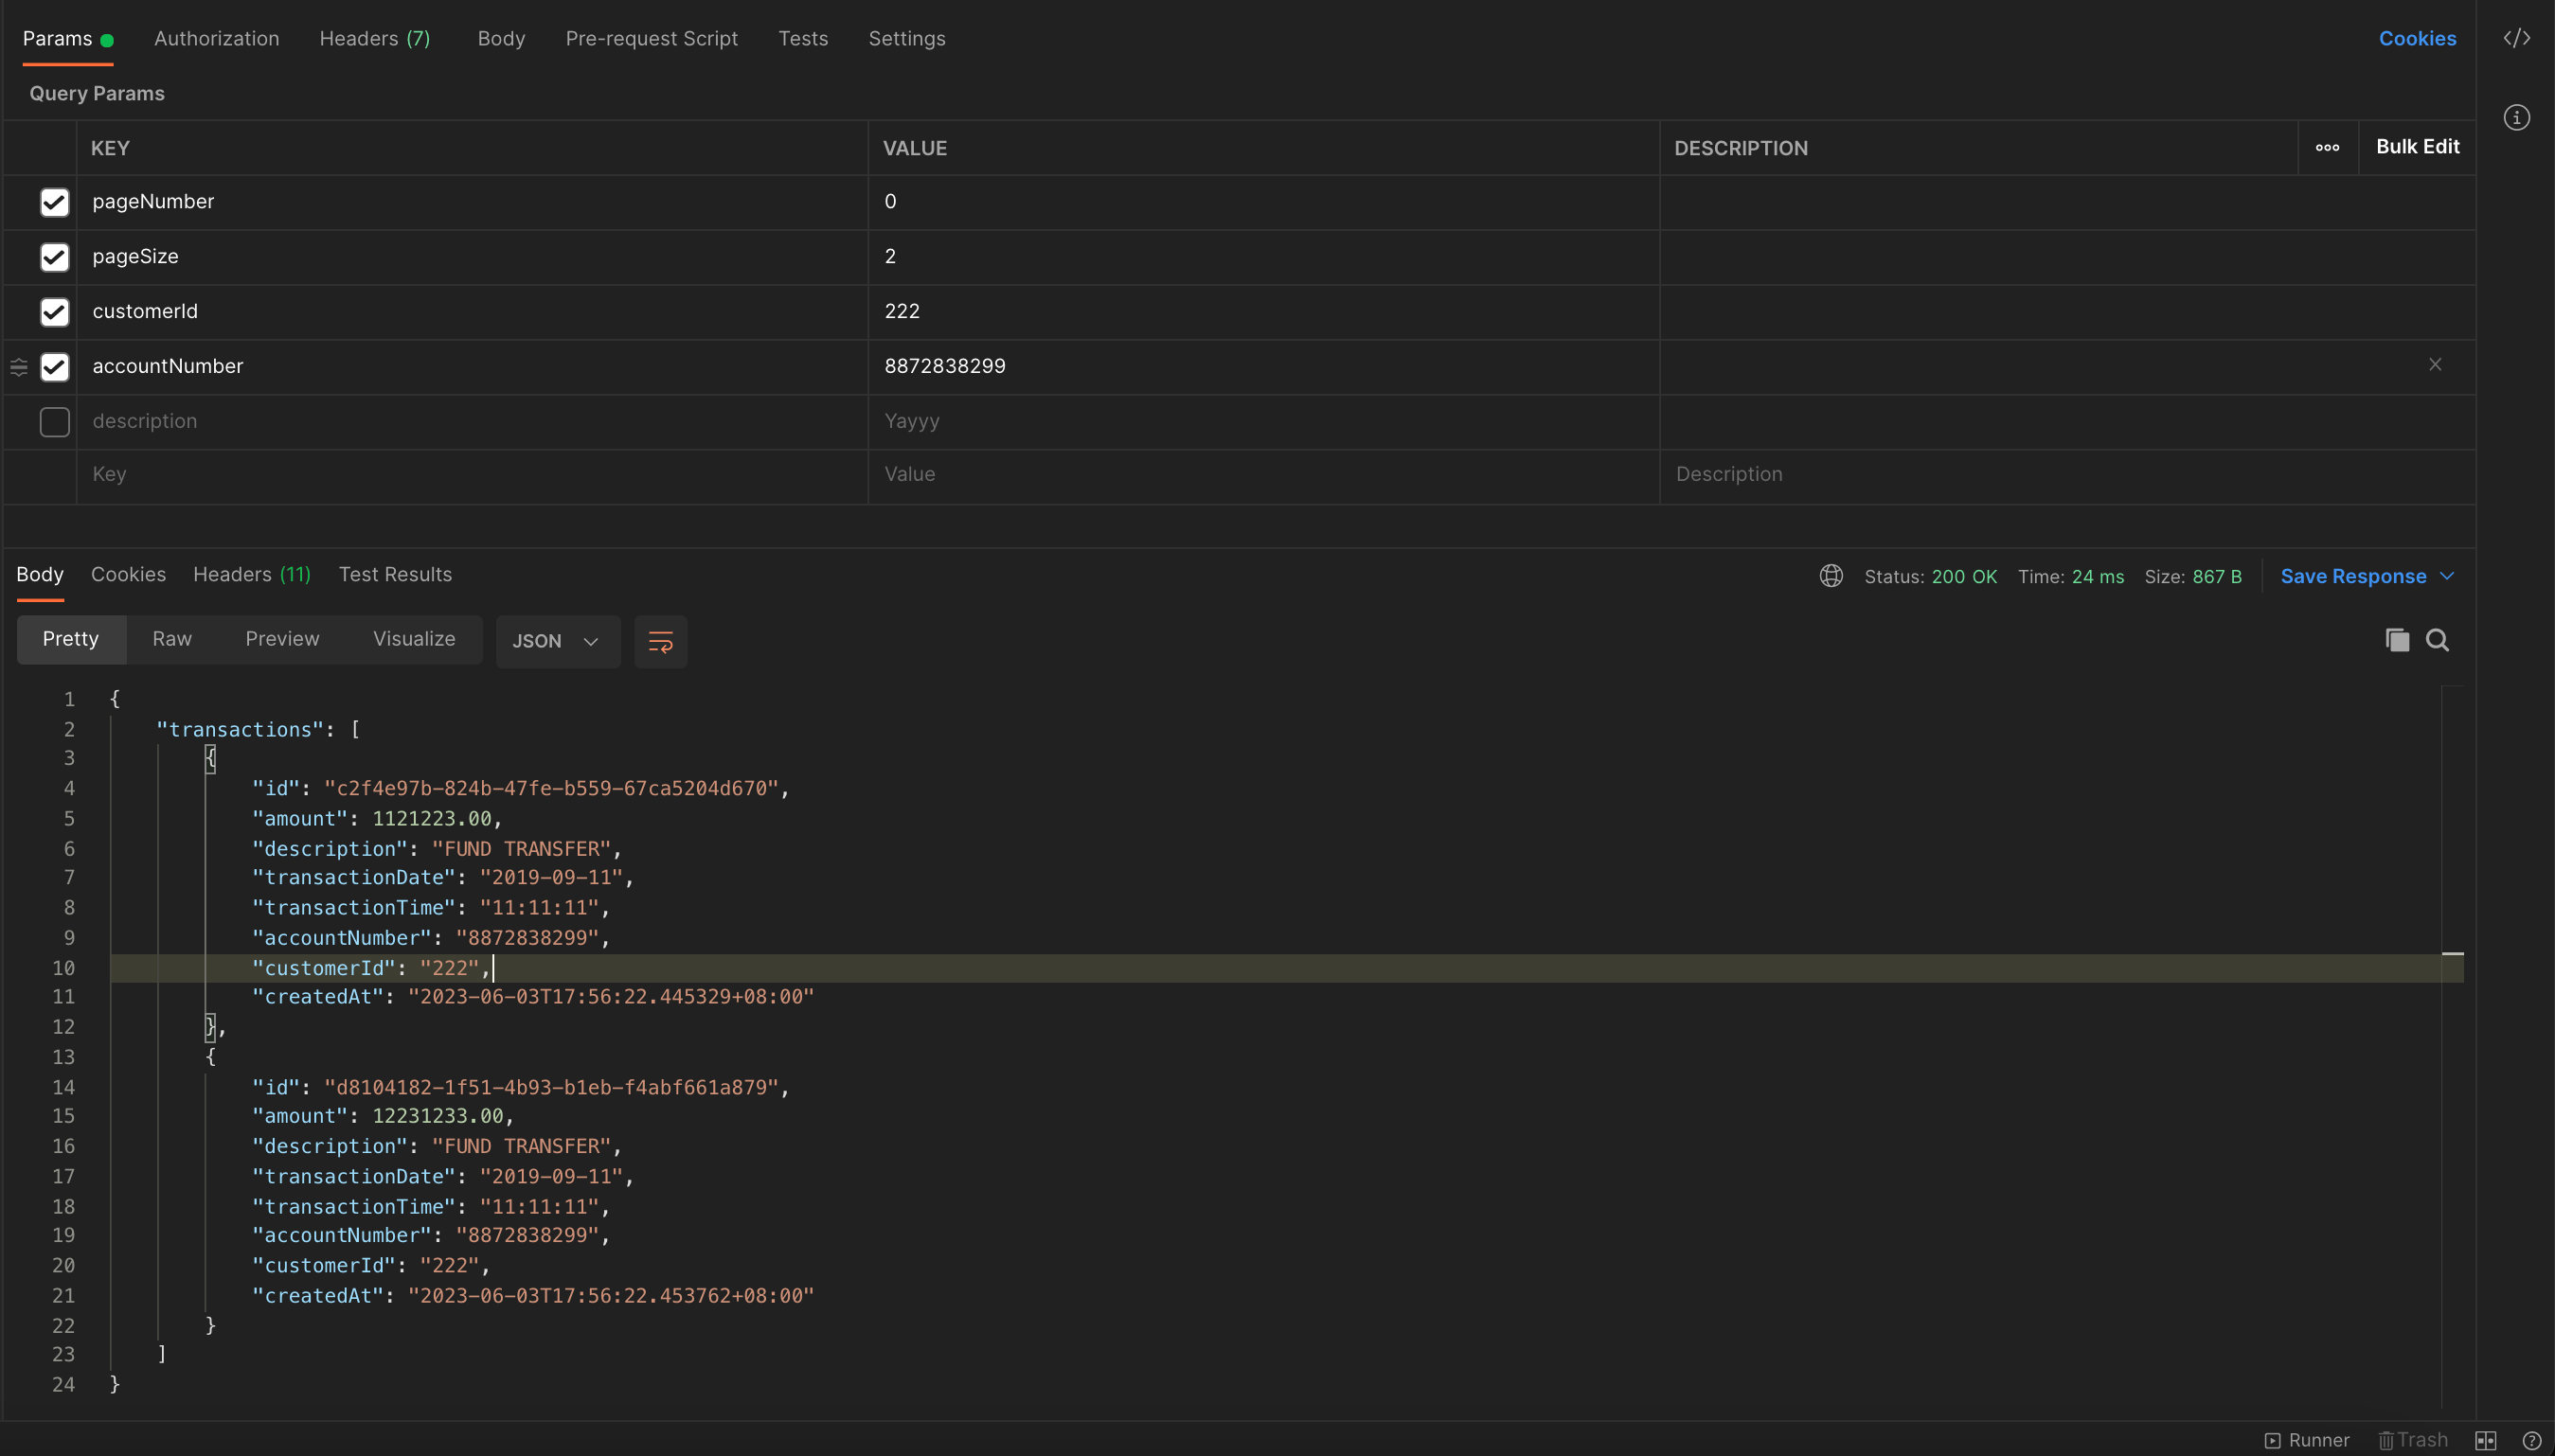 Params Authorization Headers (7) Body Pre-request Script Tests Settings Cookies
Query Params
KEY VALUE DESCRIPTION Bulk Edit
pageNumber 0
pageSize 2
customerId 222
accountNumber 8872838299
description Yayyy
Key Value Description
Body Cookies Headers (11) Test Results Status: 200 OK Time: 24 ms Size: 867 B Save Response
Pretty Raw Preview Visualize JSON
1 {
2 "transactions": [
3 {
4 "id": "c2f4e97b-824b-47fe-b559-67ca5204d670",
5 "amount": 1121223.00,
6 "description": "FUND TRANSFER",
7 "transactionDate": "2019-09-11",
8 "transactionTime": "11:11:11",
9 "accountNumber": "8872838299",
10 "customerId": "222",
11 "createdAt": "2023-06-03T17:56:22.445329+08:00"
12 },
13 {
14 "id": "d8104182-1f51-4b93-b1eb-f4abf661a879",
15 "amount": 12231233.00,
16 "description": "FUND TRANSFER",
17 "transactionDate": "2019-09-11",
18 "transactionTime": "11:11:11",
19 "accountNumber": "8872838299",
20 "customerId": "222",
21 "createdAt": "2023-06-03T17:56:22.453762+08:00"
22 }
23 ]
24 }
Runner Trash